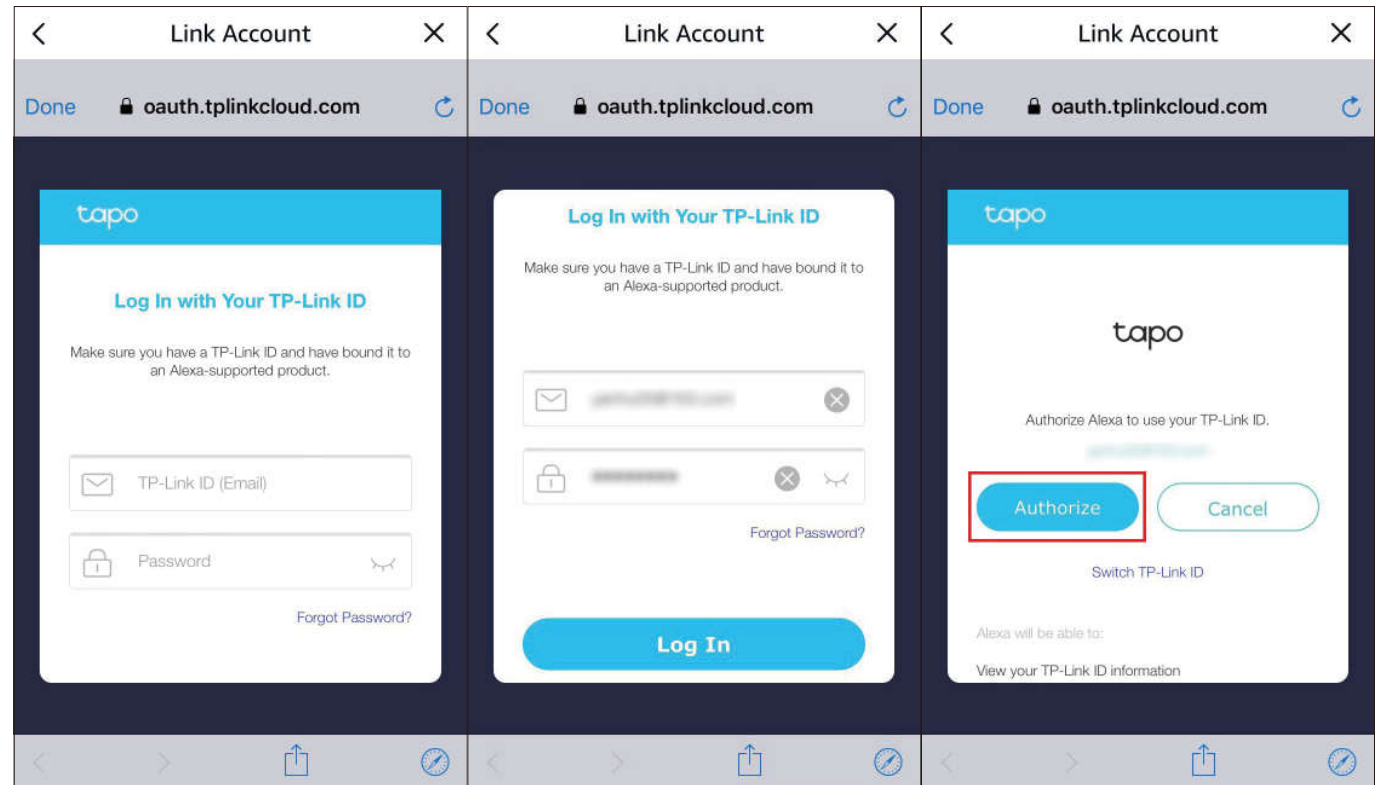 Link Account
Done oauth.tplinkcloud.com
tapo
Log In with Your TP-Link ID
Make sure you have a TP-Link ID and have bound it to
an Alexa-supported product.
TP-Link ID (Email)
Password
Forgot Password?
Link Account
Done oauth.tplinkcloud.com
Log In with Your TP-Link ID
Make sure you have a TP-Link ID and have bound it to
an Alexa-supported product.
Forgot Password?
Log In
Link Account
Done oauth.tplinkcloud.com
tapo
tapo
Authorize Alexa to use your TP-Link ID.
Authorize Cancel
Switch TP-Link ID
Alexa will be able to:
View your TP-Link ID information